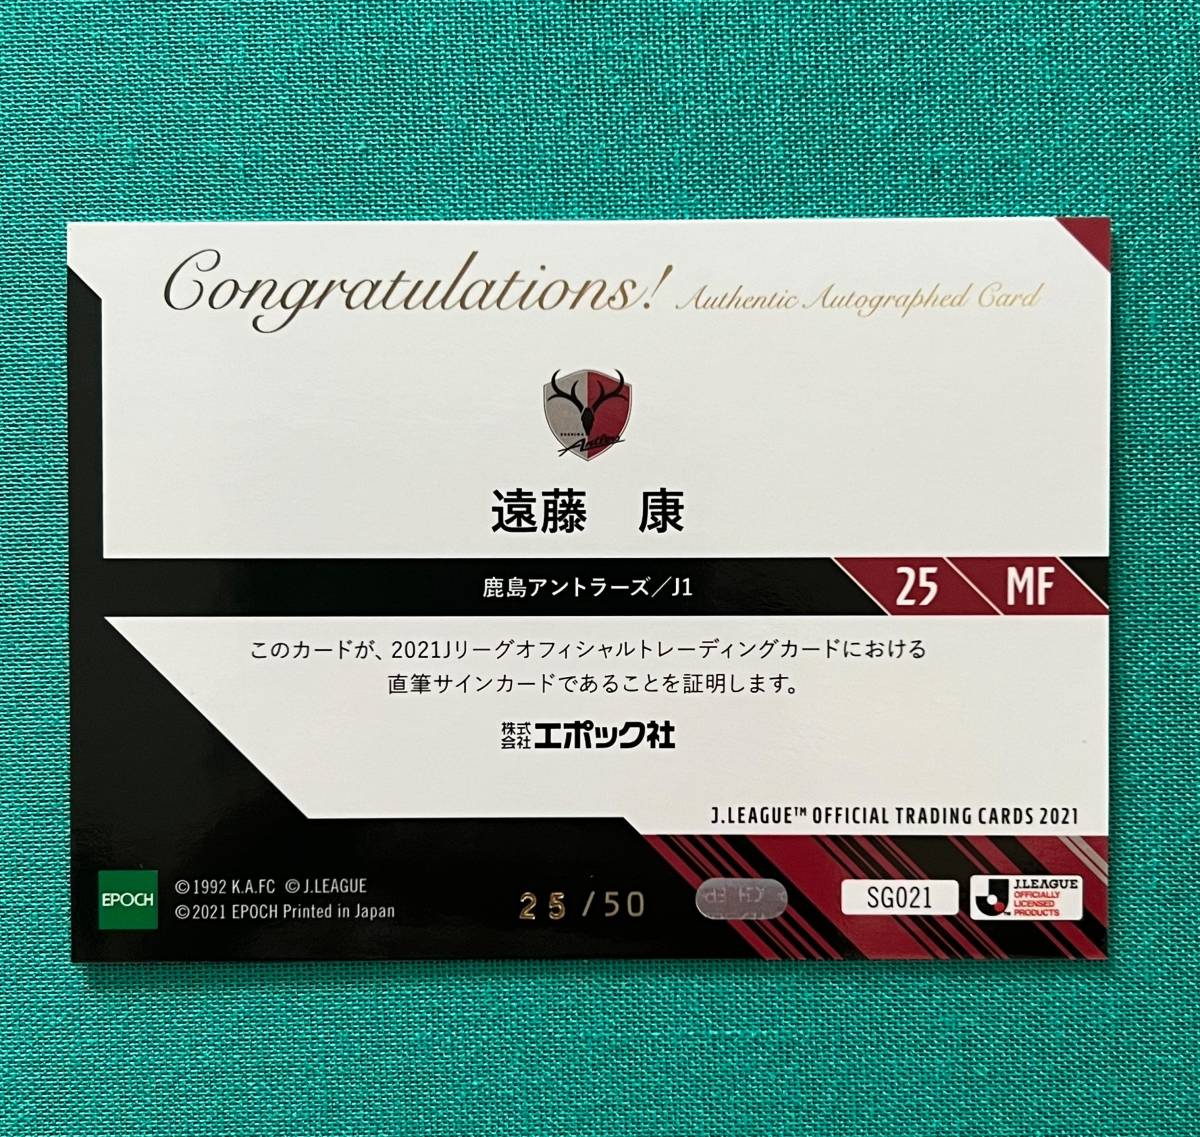 Congratulations! Authentic Autographed Card
遠藤　康
鹿島アントラーズ／J1
25 MF
このカードが、2021Jリーグオフィシャルトレーディングカードにおける
直筆サインカードであることを証明します。
株式会社エポック社
J.LEAGUE™ OFFICIAL TRADING CARDS 2021
EPOCH
©1992 K.A.FC ©J.LEAGUE
©2021 EPOCH Printed in Japan
25/50
SG021
J.LEAGUE
OFFICIALLY
LICENSED
PRODUCTS